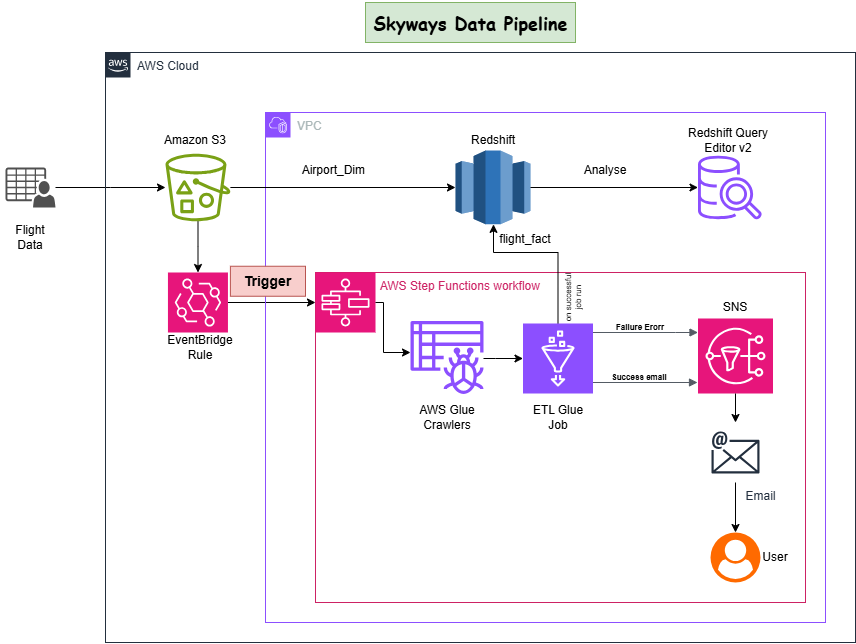 Skyways Data Pipeline
aws
AWS Cloud
VPC
Amazon S3
Redshift
Redshift Query
Editor v2
Airport_Dim
Analyse
Flight
Data
flight_fact
Trigger
AWS Step Functions workflow
on successful
job run
SNS
EventBridge
Rule
Failure Erorr
Success email
AWS Glue
Crawlers
ETL Glue
Job
@
Email
User